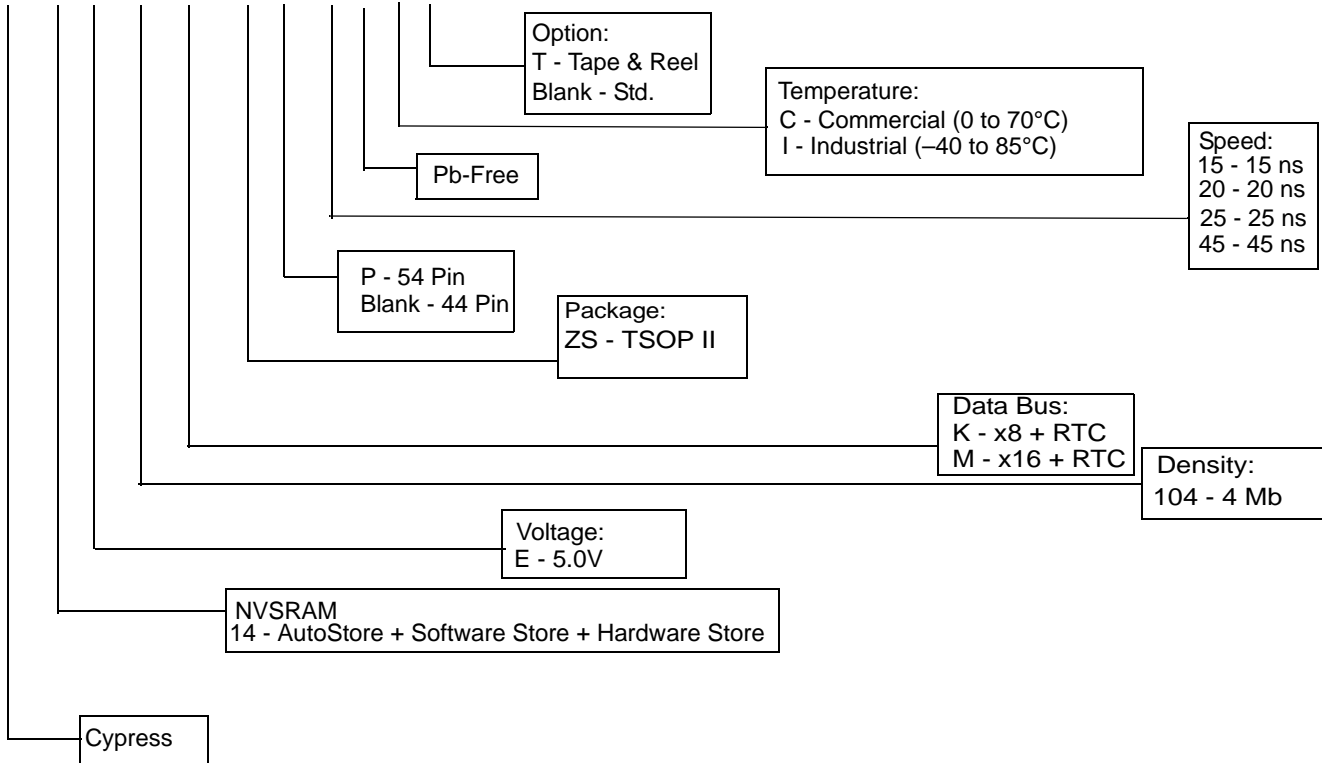 Option:
T - Tape & Reel
Blank - Std.
Temperature:
C - Commercial (0 to 70°C)
I - Industrial (–40 to 85°C)
Speed:
15 - 15 ns
20 - 20 ns
25 - 25 ns
45 - 45 ns
Pb-Free
P - 54 Pin
Blank - 44 Pin
Package:
ZS - TSOP II
Data Bus:
K - x8 + RTC
M - x16 + RTC
Density:
104 - 4 Mb
Voltage:
E - 5.0V
NVSRAM
14 - AutoStore + Software Store + Hardware Store
Cypress